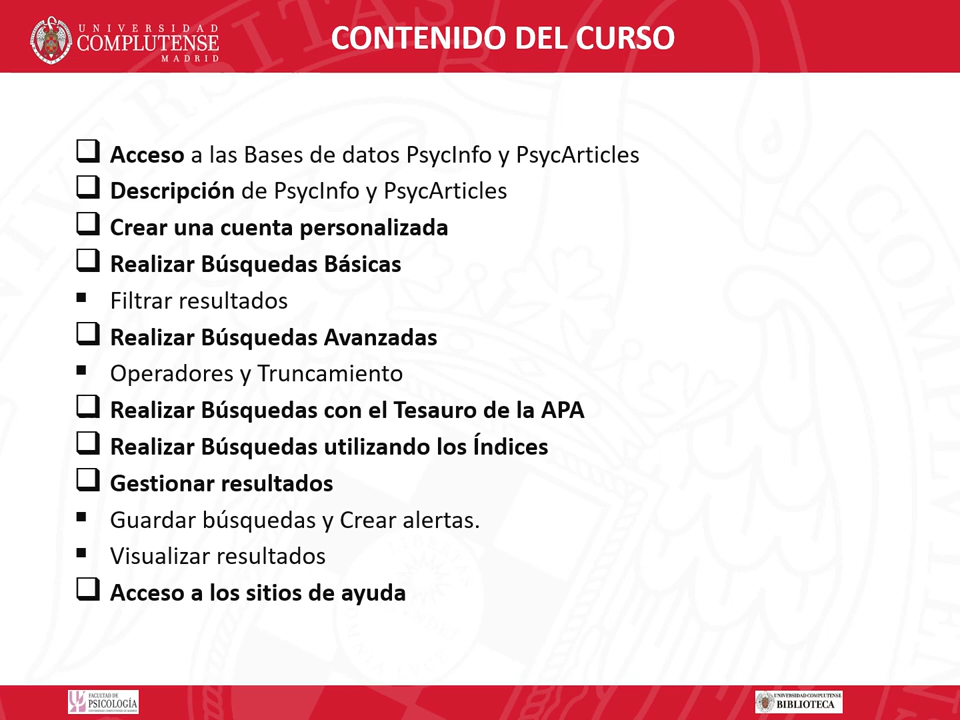 UNIVERSIDAD
COMPLUTENSE
MADRID
CONTENIDO DEL CURSO
Acceso a las Bases de datos PsycInfo y PsycArticles
Descripción de PsycInfo y PsycArticles
Crear una cuenta personalizada
Realizar Búsquedas Básicas
Filtrar resultados
Realizar Búsquedas Avanzadas
Operadores y Truncamiento
Realizar Búsquedas con el Tesauro de la APA
Realizar Búsquedas utilizando los Índices
Gestionar resultados
Guardar búsquedas y Crear alertas.
Visualizar resultados
Acceso a los sitios de ayuda
FACULTAD DE
PSICOLOGÍA
UNIVERSIDAD COMPLUTENSE
BIBLIOTECA